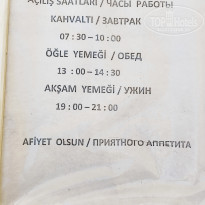 AÇILIŞ SAATLARI / ЧАСЫ РАБОТЫ
KAHVALTI / ЗАВТРАК
07 : 30 – 10 : 00
ÖĞLE YEMEĞİ / ОБЕД
13 : 00 – 14 : 30
AKŞAM YEMEĞİ / УЖИН
19 : 00 – 21 : 00
AFİYET OLSUN / ПРИЯТНОГО АППЕТИТА